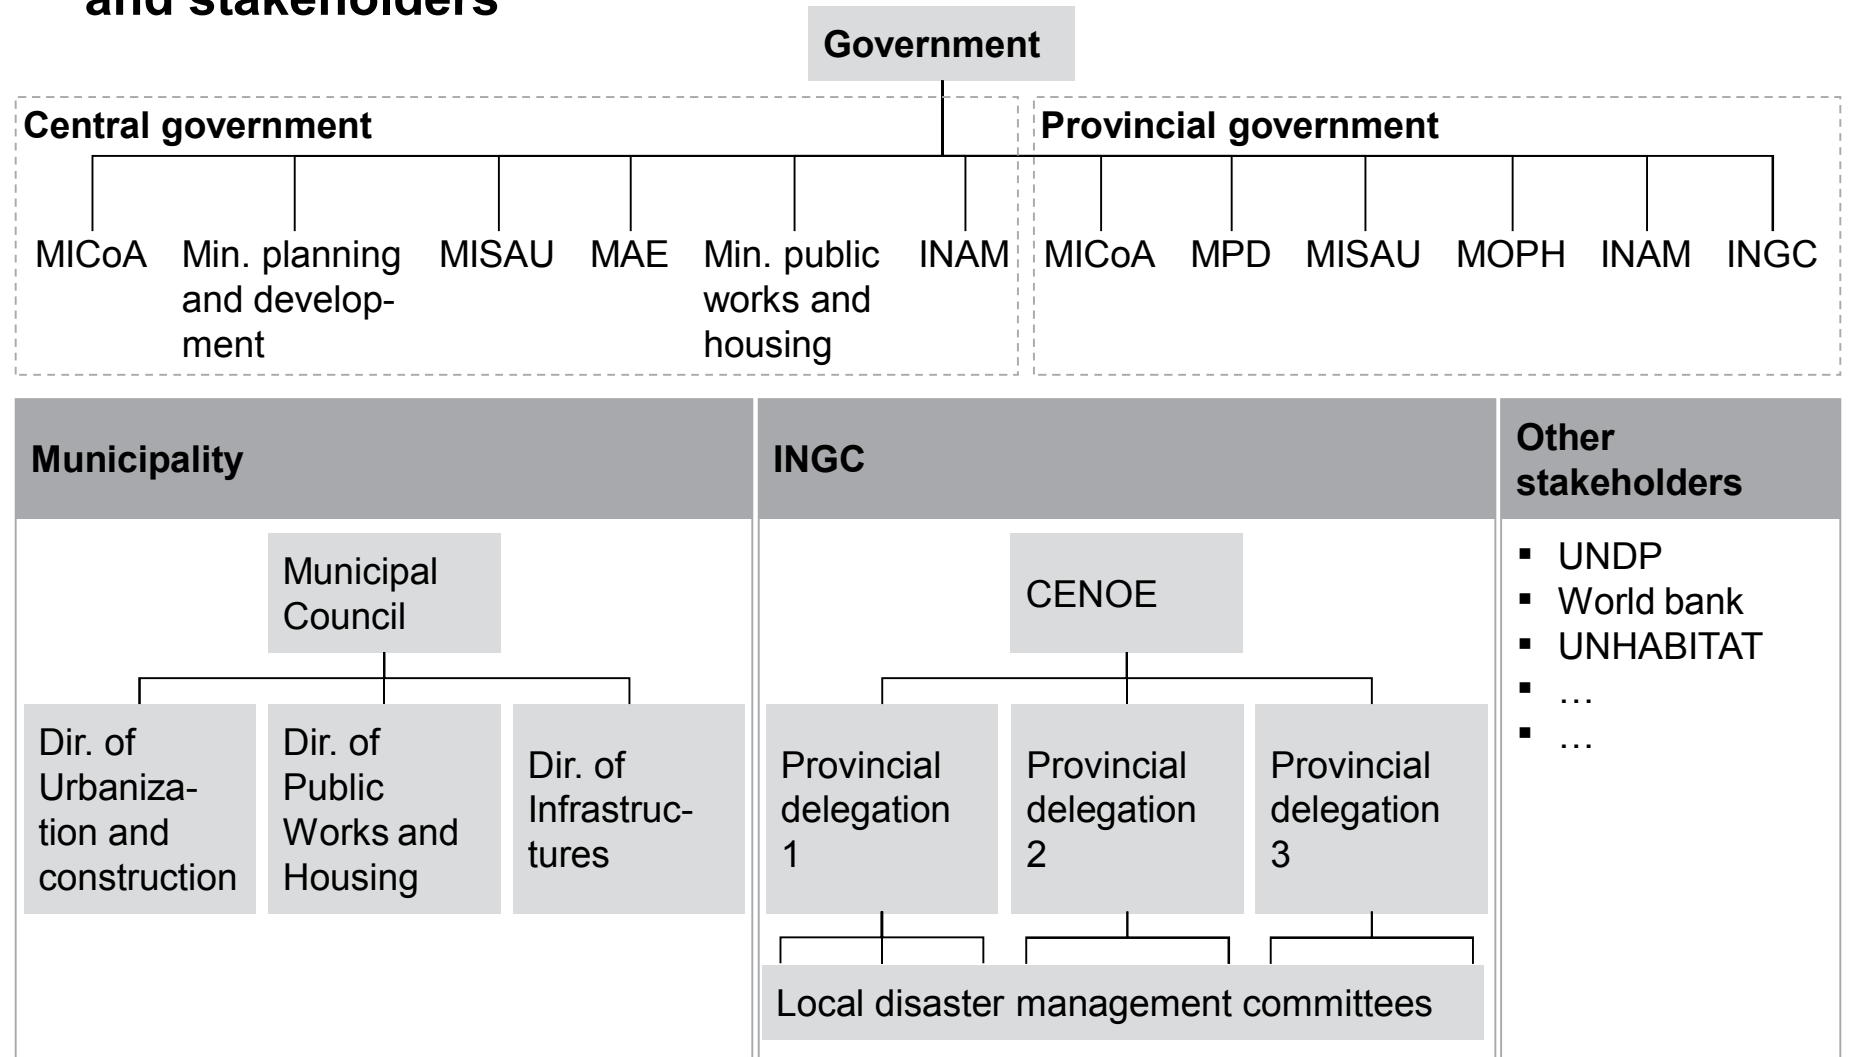 and stakeholders
Government
Central government
Provincial government
MICoA
Min. planning
and develop-
ment
MISAU
MAE
Min. public
works and
housing
INAM
MICoA
MPD
MISAU
MOPH
INAM
INGC
Municipality
INGC
Other
stakeholders
Municipal
Council
Dir. of
Urbaniza-
tion and
construction
Dir. of
Public
Works and
Housing
Dir. of
Infrastruc-
tures
CENOE
Provincial
delegation
1
Provincial
delegation
2
Provincial
delegation
3
Local disaster management committees
▪ UNDP
▪ World bank
▪ UNHABITAT
▪ …
▪ …